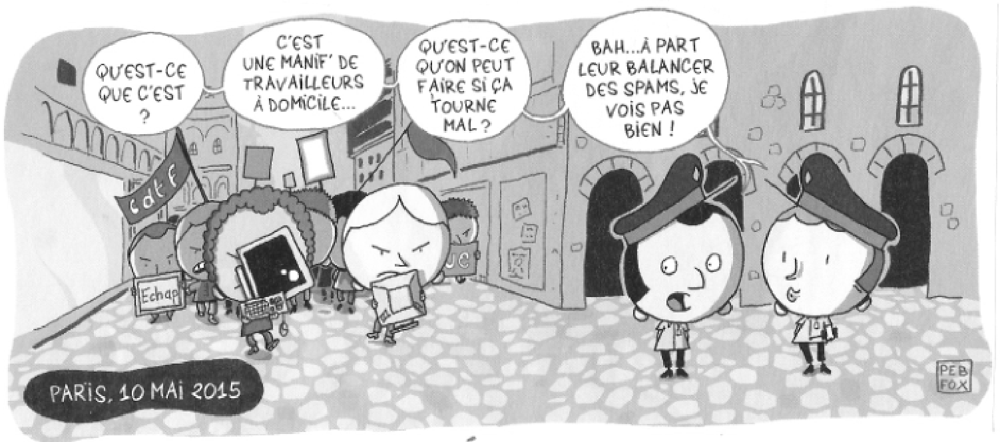 QU'EST-CE
QUE C'EST
?
C'EST
UNE MANIF' DE
TRAVAILLEURS
À DOMICILE...
QU'EST-CE
QU'ON PEUT
FAIRE SI ÇA
TOURNE
MAL ?
BAH...À PART
LEUR BALANCER
DES SPAMS, JE
VOIS PAS
BIEN !
cdtf
Echap
UE
PARIS, 10 MAI 2015
PEB
FOX